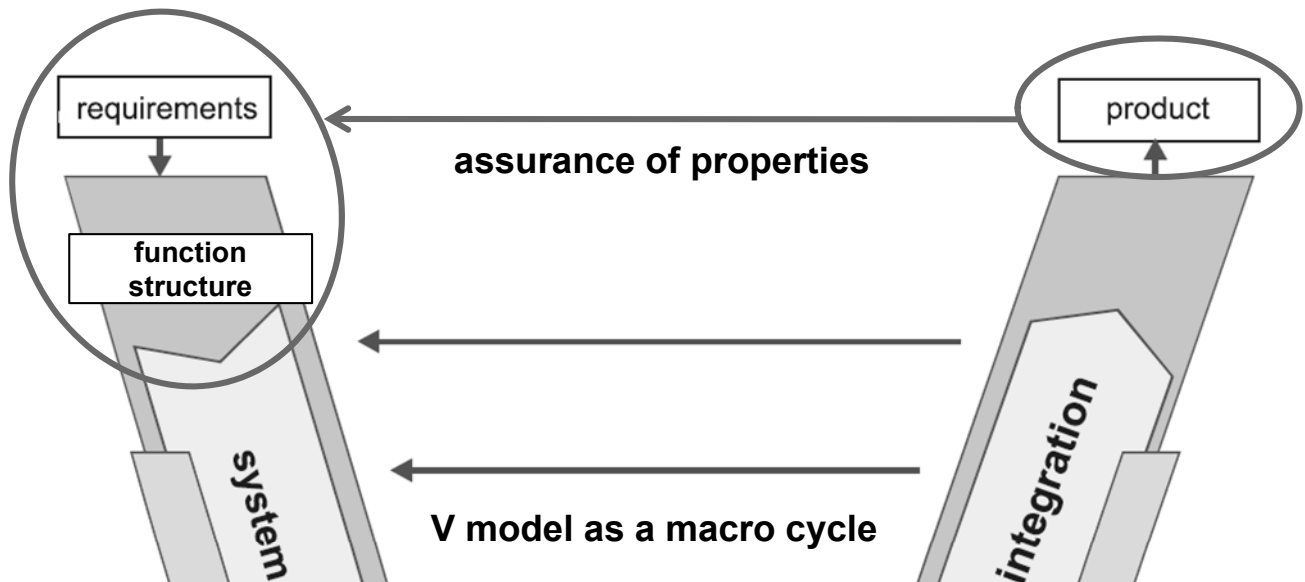 requirements
product
assurance of properties
function
structure
system
integration
V model as a macro cycle